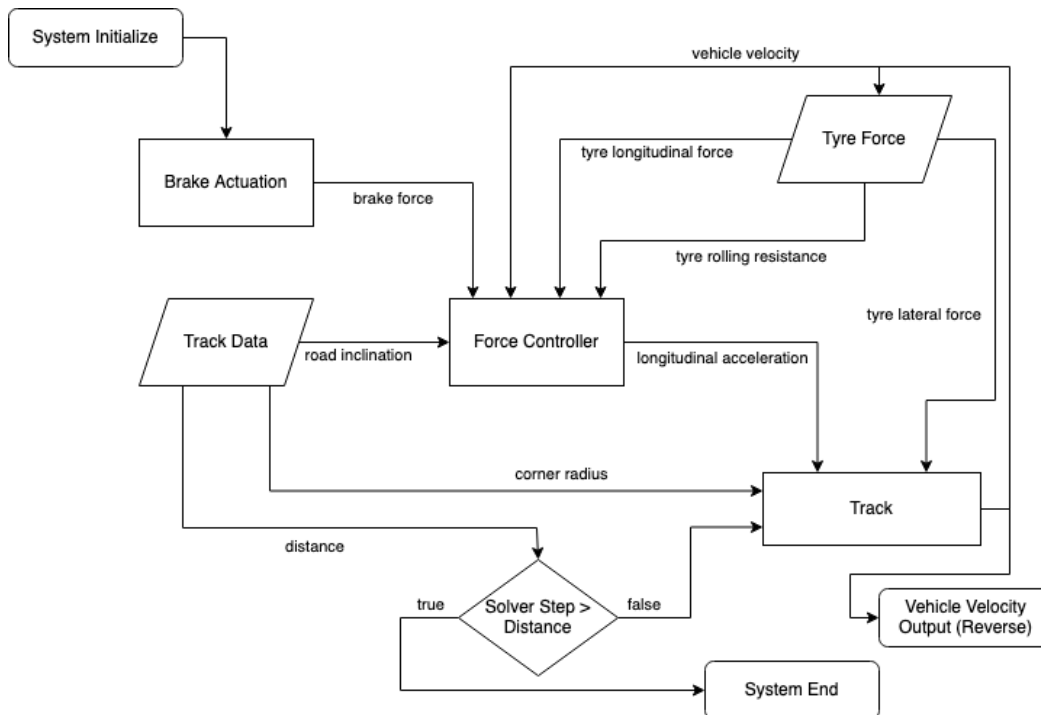 System Initialize
vehicle velocity
Tyre Force
tyre longitudinal force
Brake Actuation
brake force
tyre rolling resistance
tyre lateral force
Track Data
road inclination
Force Controller
longitudinal acceleration
corner radius
Track
distance
true
Solver Step >
Distance
false
Vehicle Velocity
Output (Reverse)
System End